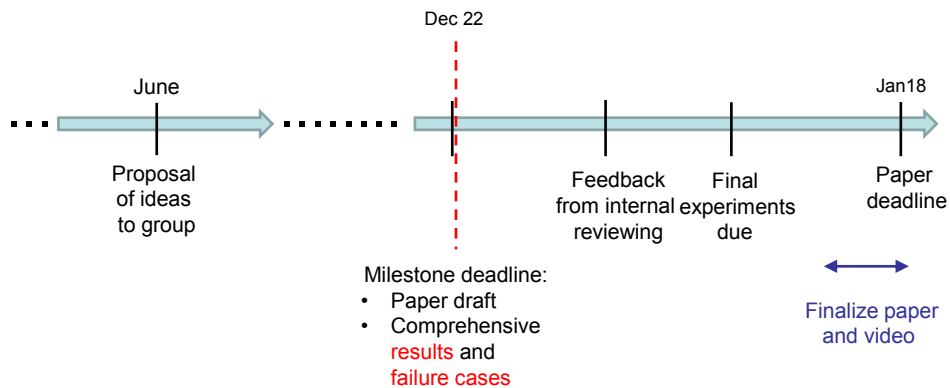 Dec 22
June
Jan18
Proposal
of ideas
to group
Feedback
from internal
reviewing
Final
experiments
due
Paper
deadline
Milestone deadline:
• Paper draft
• Comprehensive
results and
failure cases
Finalize paper
and video